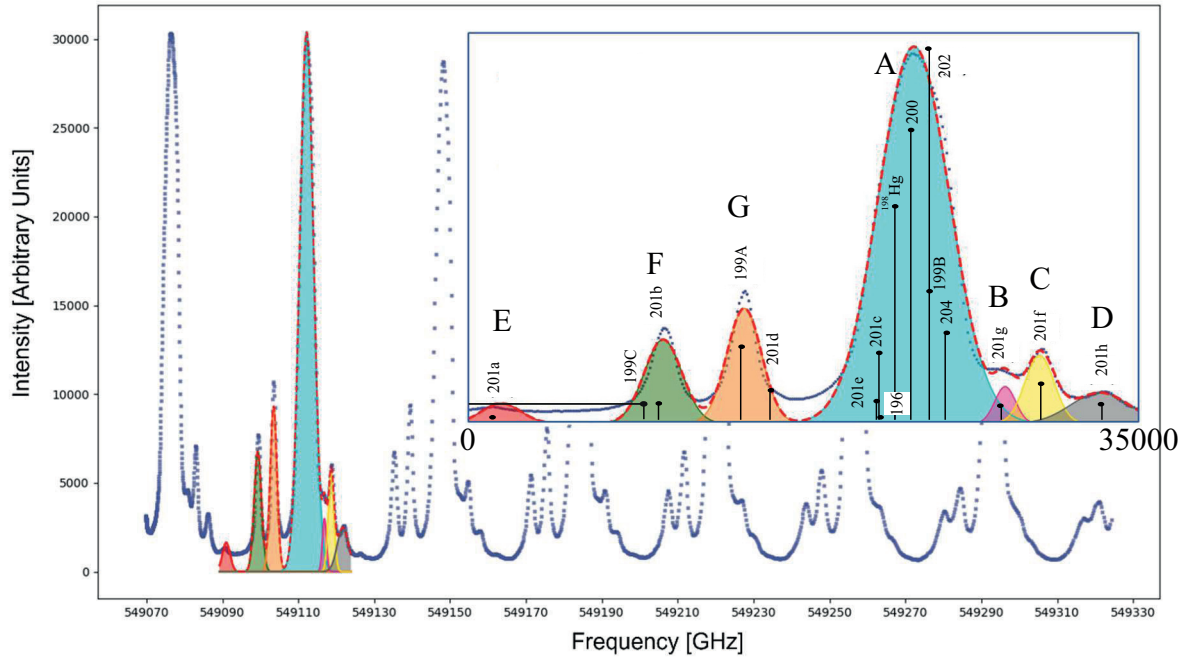 30000
25000
20000
15000
10000
5000
0
Intensity [Arbitrary Units]
549070
549090
549110
549130
549150
549170
549190
549210
549230
549250
549270
549290
549310
549330
Frequency [GHz]
A
202
200
198Hg
G
199A
199B
F
201b
204
B
C
201c
201g
201f
D
E
199C
201d
201h
201a
201e
196
0
35000